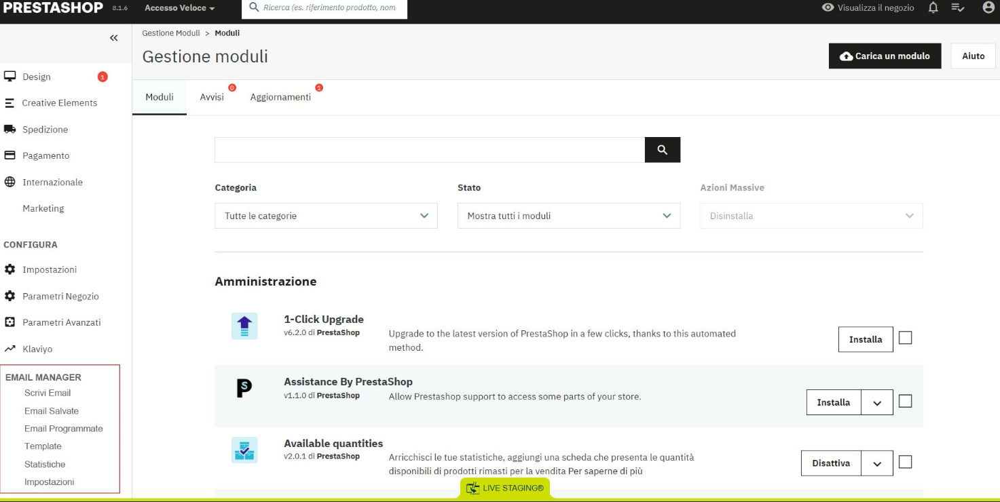 PRESTASHOP 8.1.6 Accesso Veloce Ricerca (es. riferimento prodotto, nom Visualizza il negozio
Gestione Moduli > Moduli
Gestione moduli
Carica un modulo Aiuto
Design 1
Creative Elements
Spedizione
Pagamento
Internazionale
Marketing
CONFIGURA
Impostazioni
Parametri Negozio
Parametri Avanzati
Klaviyo
EMAIL MANAGER
Scrivi Email
Email Salvate
Email Programmate
Template
Statistiche
Impostazioni
Moduli Avvisi 0 Aggiornamenti 1
Categoria Stato Azioni Massive
Tutte le categorie Mostra tutti i moduli Disinstalla
Amministrazione
1-Click Upgrade
v6.2.0 di PrestaShop
Upgrade to the latest version of PrestaShop in a few clicks, thanks to this automated
method.
Installa
Assistance By PrestaShop
v1.1.0 di PrestaShop
Allow Prestashop support to access some parts of your store.
Installa
Available quantities
v2.0.1 di PrestaShop
Arricchisci le tue statistiche, aggiungi una scheda che presenta le quantità
disponibili di prodotti rimasti per la vendita Per saperne di più
Disattiva
LIVE STAGING®